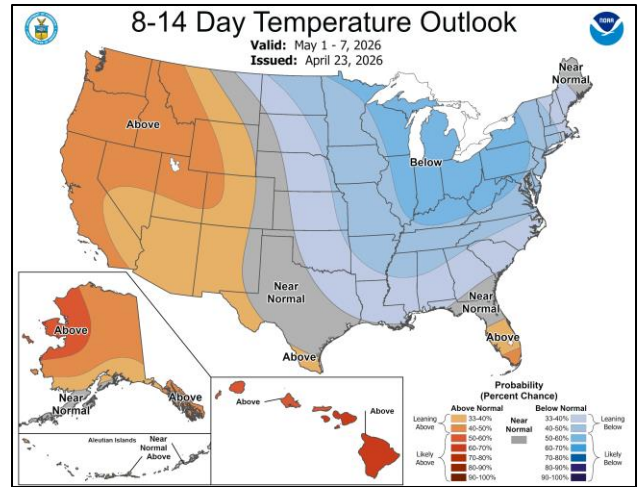 8-14 Day Temperature Outlook
Valid: May 1 - 7, 2026
Issued: April 23, 2026
NOAA
Near
Normal
Above
Below
Near
Normal
Near
Normal
Above
Above
Above
Near
Normal
Above
Aleutian Islands
Near
Normal
Above
Above
Above
Probability
(Percent Chance)
Above Normal
Leaning
Above
33-40%
40-50%
Likely
Above
50-60%
60-70%
70-80%
80-90%
90-100%
Near
Normal
Below Normal
33-40%
40-50%
Leaning
Below
50-60%
60-70%
70-80%
80-90%
90-100%
Likely
Below